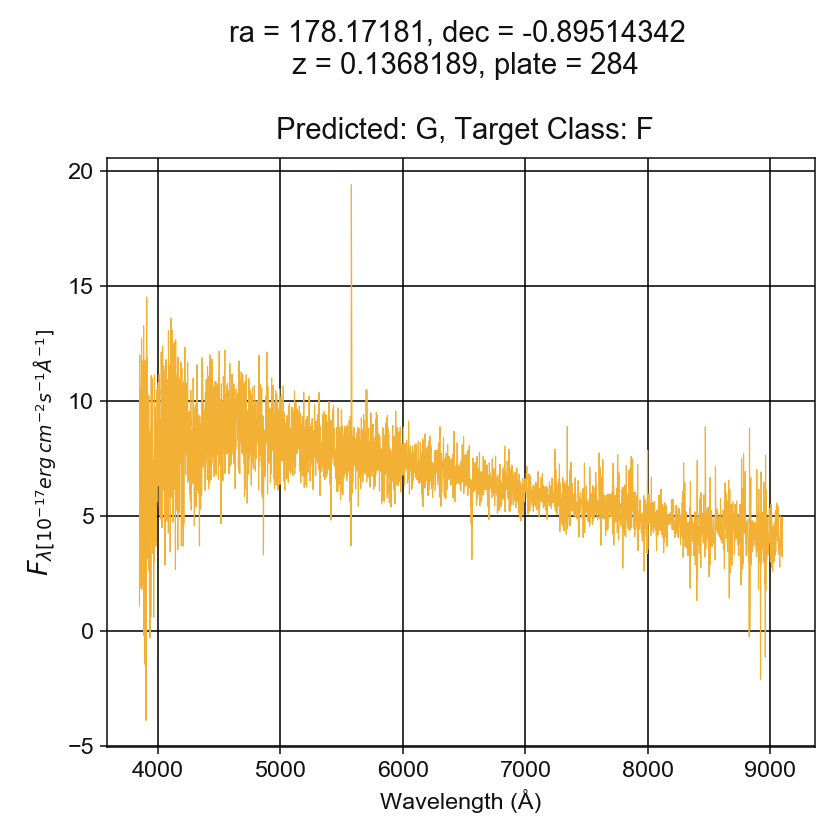 ra = 178.17181, dec = -0.89514342
z = 0.1368189, plate = 284
Predicted: G, Target Class: F
20
15
10
5
0
−5
F_{λ[10^{−17} erg cm^{−2} s^{−1} Å^{−1}]}
4000 5000 6000 7000 8000 9000
Wavelength (Å)